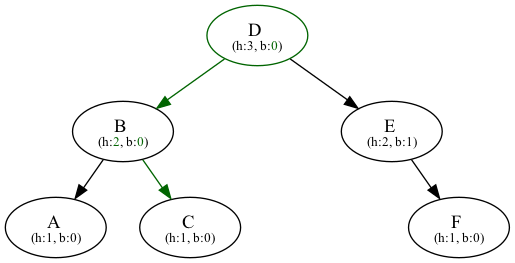 D
(h:3, b:0)
B
(h:2, b:0)
E
(h:2, b:1)
A
(h:1, b:0)
C
(h:1, b:0)
F
(h:1, b:0)